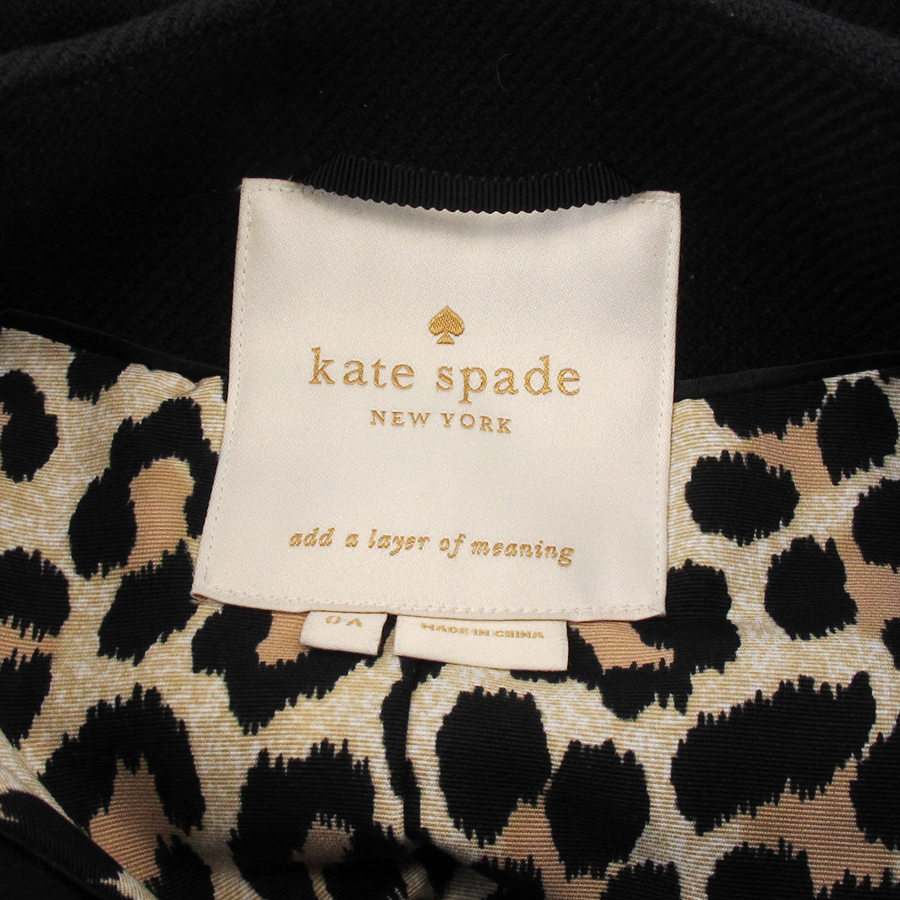 kate spade
NEW YORK
add a layer of meaning
MADE IN CHINA